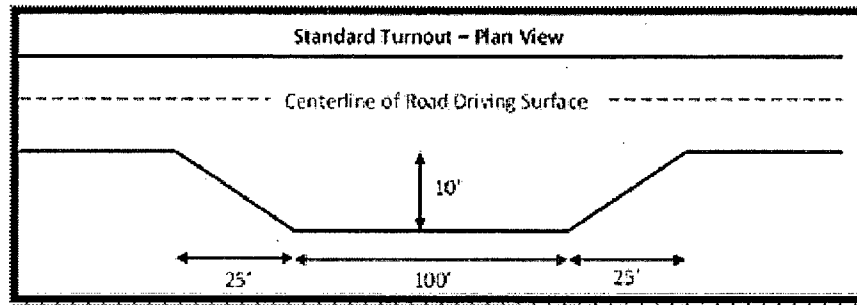 Standard Turnout – Plan View
Centerline of Road Driving Surface
10'
25'
100'
25'